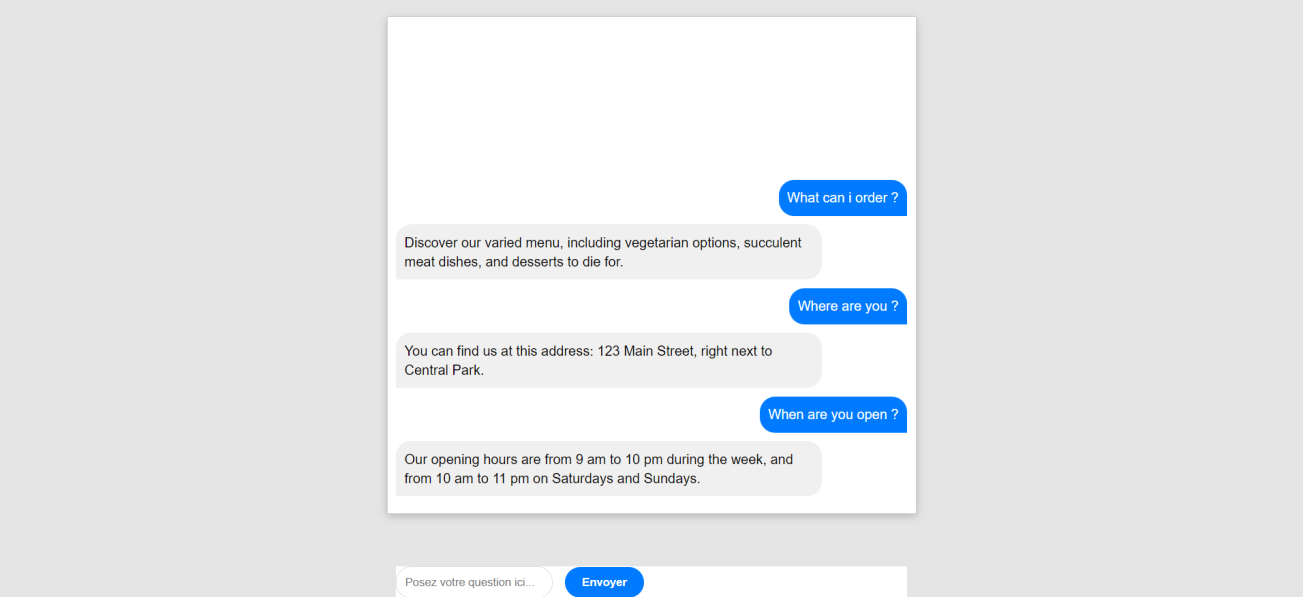 What can i order ?
Discover our varied menu, including vegetarian options, succulent
meat dishes, and desserts to die for.
Where are you ?
You can find us at this address: 123 Main Street, right next to
Central Park.
When are you open ?
Our opening hours are from 9 am to 10 pm during the week, and
from 10 am to 11 pm on Saturdays and Sundays.
Posez votre question ici... Envoyer